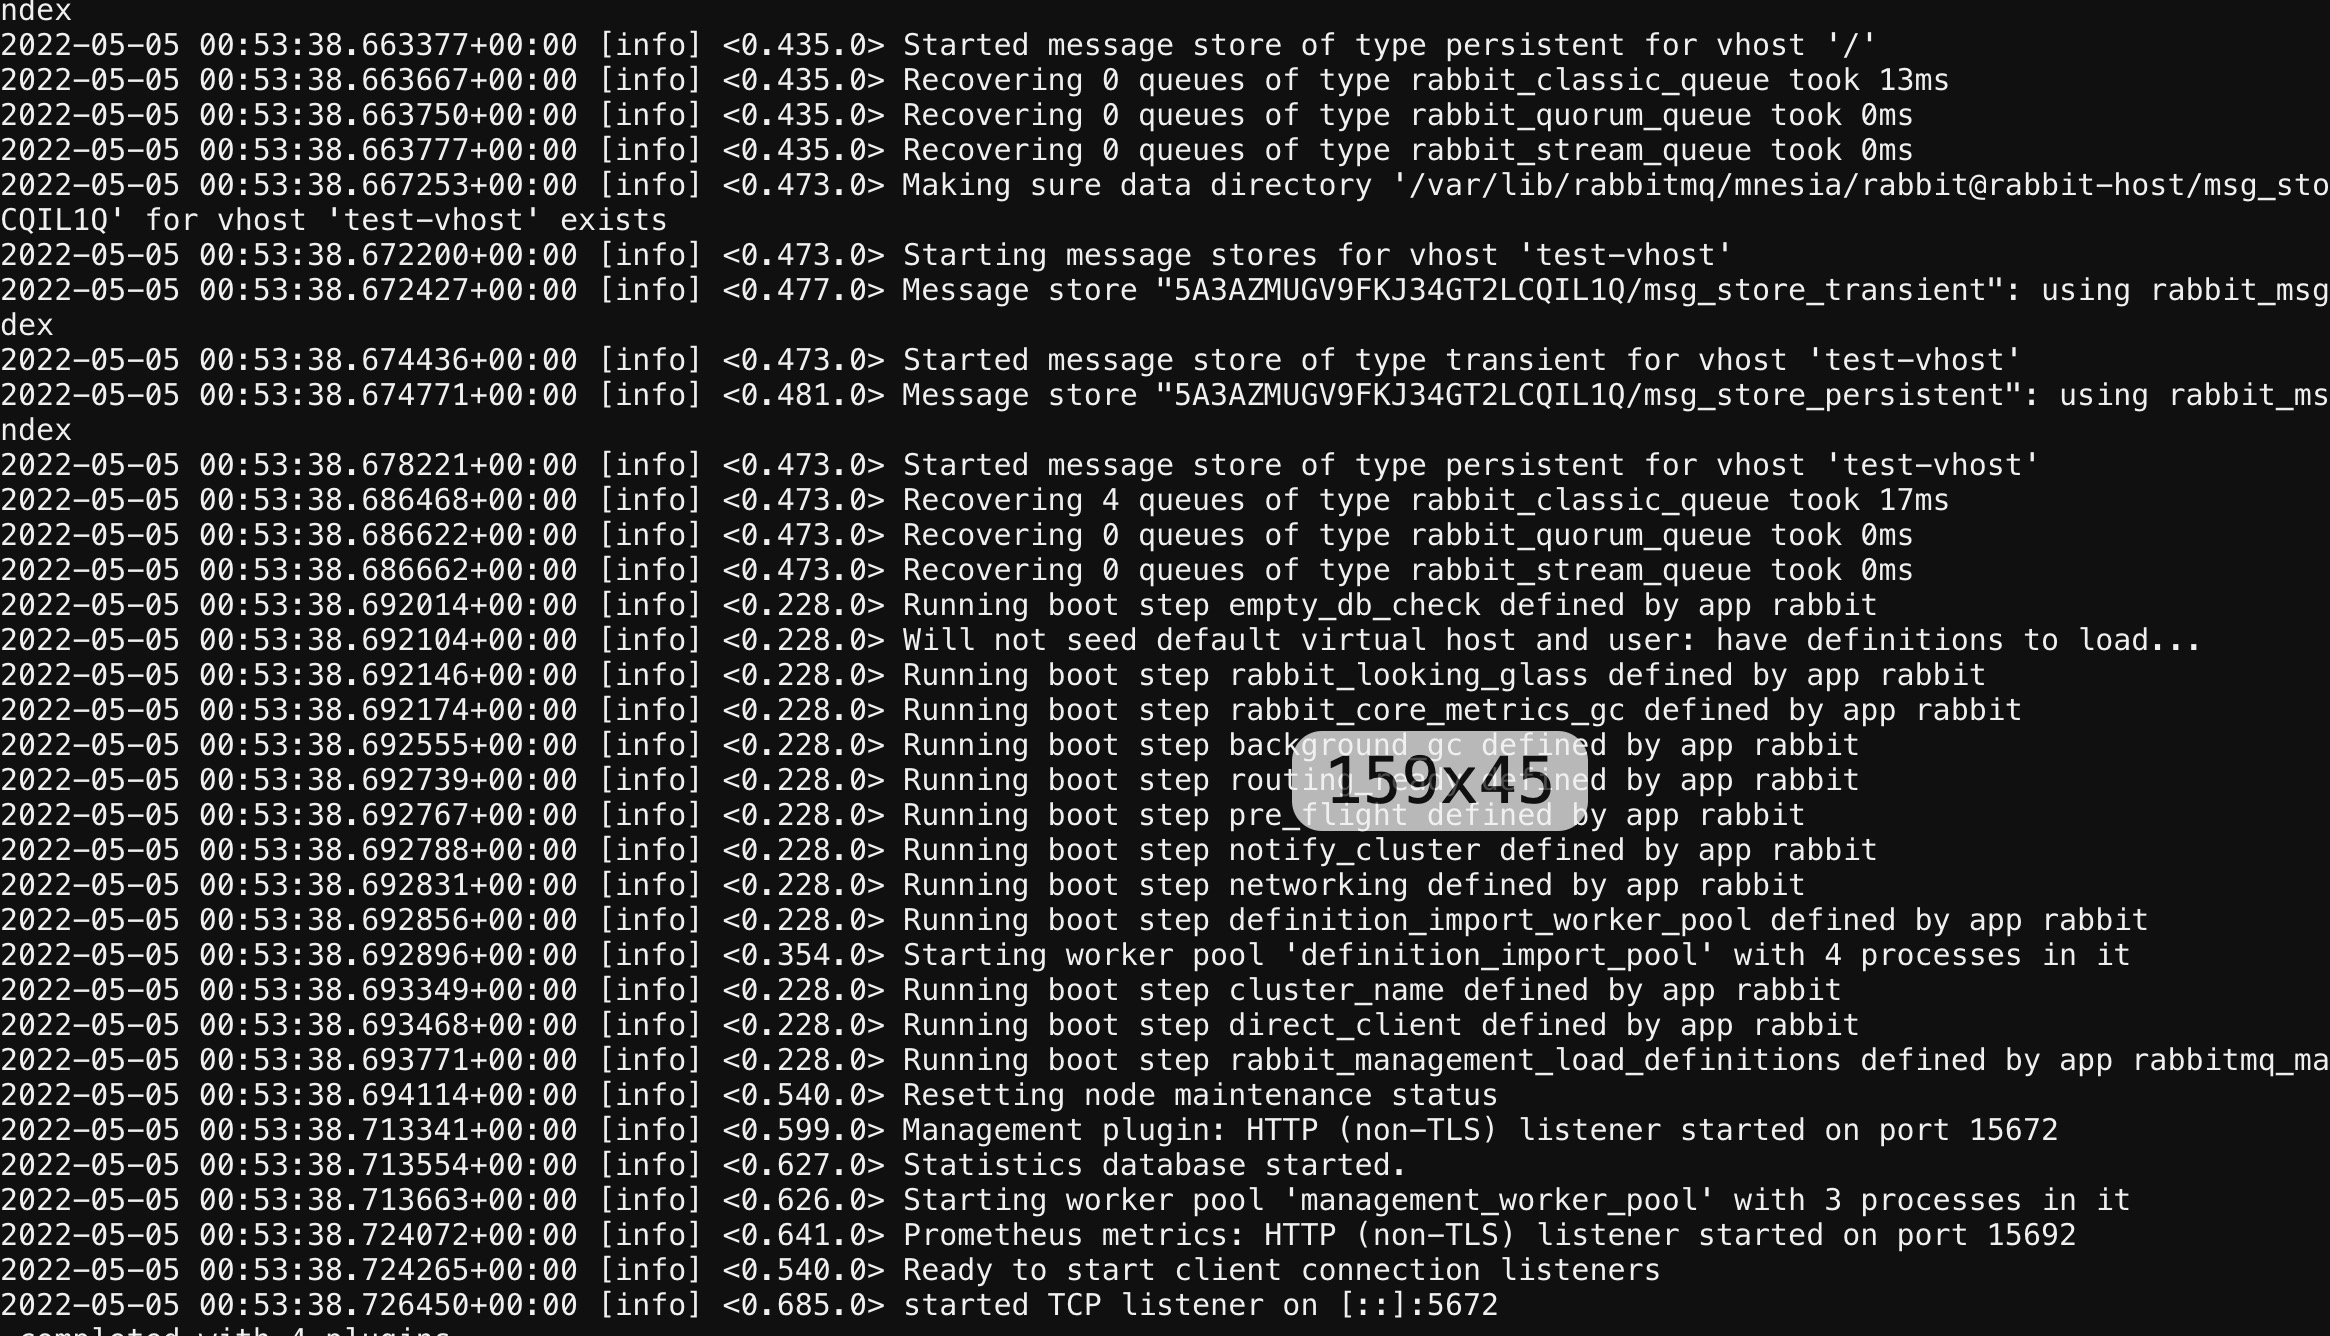 ndex
2022-05-05 00:53:38.663377+00:00 [info] <0.435.0> Started message store of type persistent for vhost '/'
2022-05-05 00:53:38.663667+00:00 [info] <0.435.0> Recovering 0 queues of type rabbit_classic_queue took 13ms
2022-05-05 00:53:38.663750+00:00 [info] <0.435.0> Recovering 0 queues of type rabbit_quorum_queue took 0ms
2022-05-05 00:53:38.663777+00:00 [info] <0.435.0> Recovering 0 queues of type rabbit_stream_queue took 0ms
2022-05-05 00:53:38.667253+00:00 [info] <0.473.0> Making sure data directory '/var/lib/rabbitmq/mnesia/rabbit@rabbit-host/msg_sto
CQIL1Q' for vhost 'test-vhost' exists
2022-05-05 00:53:38.672200+00:00 [info] <0.473.0> Starting message stores for vhost 'test-vhost'
2022-05-05 00:53:38.672427+00:00 [info] <0.477.0> Message store "5A3AZMUGV9FKJ34GT2LCQIL1Q/msg_store_transient": using rabbit_msg
dex
2022-05-05 00:53:38.674436+00:00 [info] <0.473.0> Started message store of type transient for vhost 'test-vhost'
2022-05-05 00:53:38.674771+00:00 [info] <0.481.0> Message store "5A3AZMUGV9FKJ34GT2LCQIL1Q/msg_store_persistent": using rabbit_ms
ndex
2022-05-05 00:53:38.678221+00:00 [info] <0.473.0> Started message store of type persistent for vhost 'test-vhost'
2022-05-05 00:53:38.686468+00:00 [info] <0.473.0> Recovering 4 queues of type rabbit_classic_queue took 17ms
2022-05-05 00:53:38.686622+00:00 [info] <0.473.0> Recovering 0 queues of type rabbit_quorum_queue took 0ms
2022-05-05 00:53:38.686662+00:00 [info] <0.473.0> Recovering 0 queues of type rabbit_stream_queue took 0ms
2022-05-05 00:53:38.692014+00:00 [info] <0.228.0> Running boot step empty_db_check defined by app rabbit
2022-05-05 00:53:38.692104+00:00 [info] <0.228.0> Will not seed default virtual host and user: have definitions to load...
2022-05-05 00:53:38.692146+00:00 [info] <0.228.0> Running boot step rabbit_looking_glass defined by app rabbit
2022-05-05 00:53:38.692174+00:00 [info] <0.228.0> Running boot step rabbit_core_metrics_gc defined by app rabbit
2022-05-05 00:53:38.692555+00:00 [info] <0.228.0> Running boot step background_gc defined by app rabbit
2022-05-05 00:53:38.692739+00:00 [info] <0.228.0> Running boot step routing_ready defined by app rabbit
159x45
2022-05-05 00:53:38.692767+00:00 [info] <0.228.0> Running boot step pre_flight defined by app rabbit
2022-05-05 00:53:38.692788+00:00 [info] <0.228.0> Running boot step notify_cluster defined by app rabbit
2022-05-05 00:53:38.692831+00:00 [info] <0.228.0> Running boot step networking defined by app rabbit
2022-05-05 00:53:38.692856+00:00 [info] <0.228.0> Running boot step definition_import_worker_pool defined by app rabbit
2022-05-05 00:53:38.692896+00:00 [info] <0.354.0> Starting worker pool 'definition_import_pool' with 4 processes in it
2022-05-05 00:53:38.693349+00:00 [info] <0.228.0> Running boot step cluster_name defined by app rabbit
2022-05-05 00:53:38.693468+00:00 [info] <0.228.0> Running boot step direct_client defined by app rabbit
2022-05-05 00:53:38.693771+00:00 [info] <0.228.0> Running boot step rabbit_management_load_definitions defined by app rabbitmq_ma
2022-05-05 00:53:38.694114+00:00 [info] <0.540.0> Resetting node maintenance status
2022-05-05 00:53:38.713341+00:00 [info] <0.599.0> Management plugin: HTTP (non-TLS) listener started on port 15672
2022-05-05 00:53:38.713554+00:00 [info] <0.627.0> Statistics database started.
2022-05-05 00:53:38.713663+00:00 [info] <0.626.0> Starting worker pool 'management_worker_pool' with 3 processes in it
2022-05-05 00:53:38.724072+00:00 [info] <0.641.0> Prometheus metrics: HTTP (non-TLS) listener started on port 15692
2022-05-05 00:53:38.724265+00:00 [info] <0.540.0> Ready to start client connection listeners
2022-05-05 00:53:38.726450+00:00 [info] <0.685.0> started TCP listener on [::]:5672
completed with 4 plugins